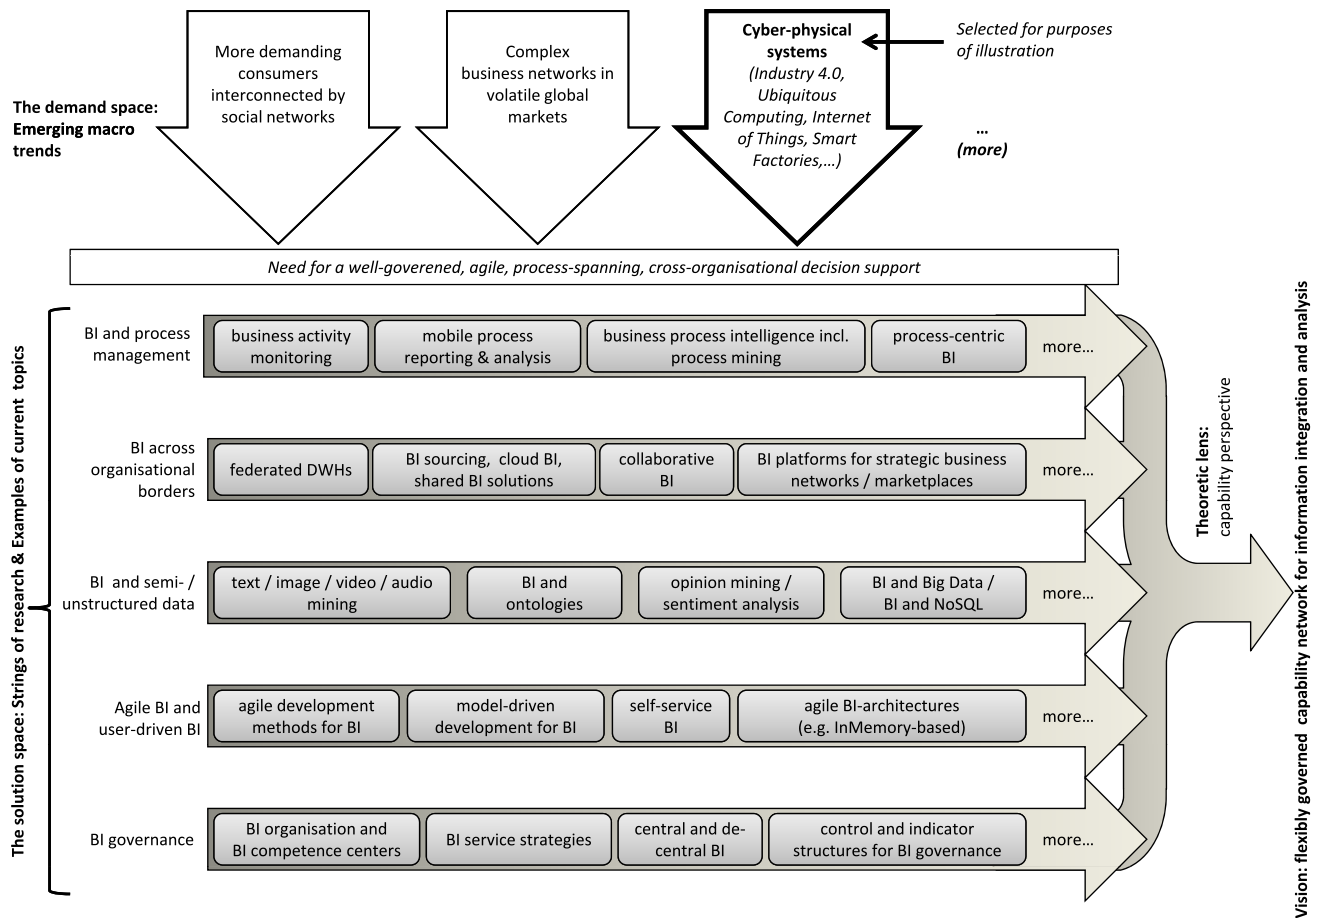 More demanding
consumers
interconnected by
social networks
Complex
business networks in
volatile global
markets
Cyber-physical
systems
(Industry 4.0,
Ubiquitous
Computing, Internet
of Things, Smart
Factories,...)
Selected for purposes
of illustration
The demand space:
Emerging macro
trends
...
(more)
Need for a well-goverened, agile, process-spanning, cross-organisational decision support
The solution space: Strings of research & Examples of current topics
BI and process
management
business activity
monitoring
mobile process
reporting & analysis
business process intelligence incl.
process mining
process-centric
BI
more...
BI across
organisational
borders
federated DWHs
BI sourcing, cloud BI,
shared BI solutions
collaborative
BI
BI platforms for strategic business
networks / marketplaces
more...
BI and semi- /
unstructured data
text / image / video / audio
mining
BI and
ontologies
opinion mining /
sentiment analysis
BI and Big Data /
BI and NoSQL
more...
Agile BI and
user-driven BI
agile development
methods for BI
model-driven
development for BI
self-service
BI
agile BI-architectures
(e.g. InMemory-based)
more...
BI governance
BI organisation and
BI competence centers
BI service strategies
central and de-
central BI
control and indicator
structures for BI governance
more...
Theoretic lens:
capability perspective
Vision: flexibly governed capability network for information integration and analysis